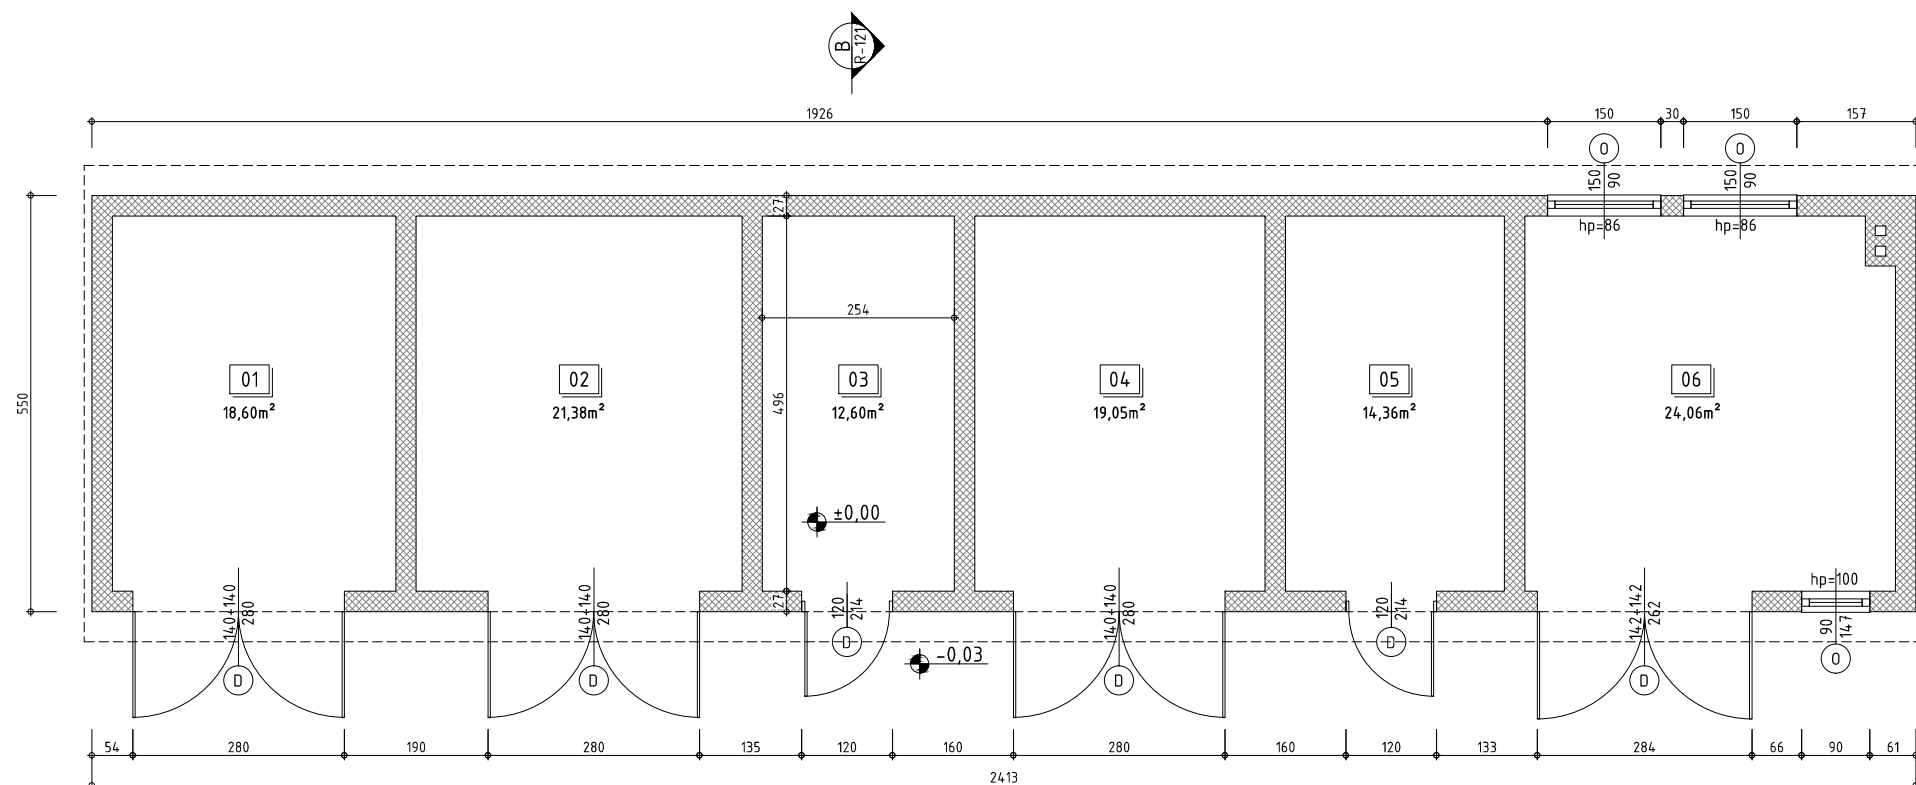 B
R-121
1926
150
30
150
157
O
O
150
90
150
90
27
hp=86
hp=86
254
550
496
01
18,60m²
02
21,38m²
03
12,60m²
04
19,05m²
05
14,36m²
06
24,06m²
±0,00
hp=100
140+140
280
140+140
280
27
120
214
140+140
280
120
214
142+142
262
90
147
-0,03
D
D
D
D
D
D
O
54
280
190
280
135
120
160
280
160
120
133
284
66
90
61
2413